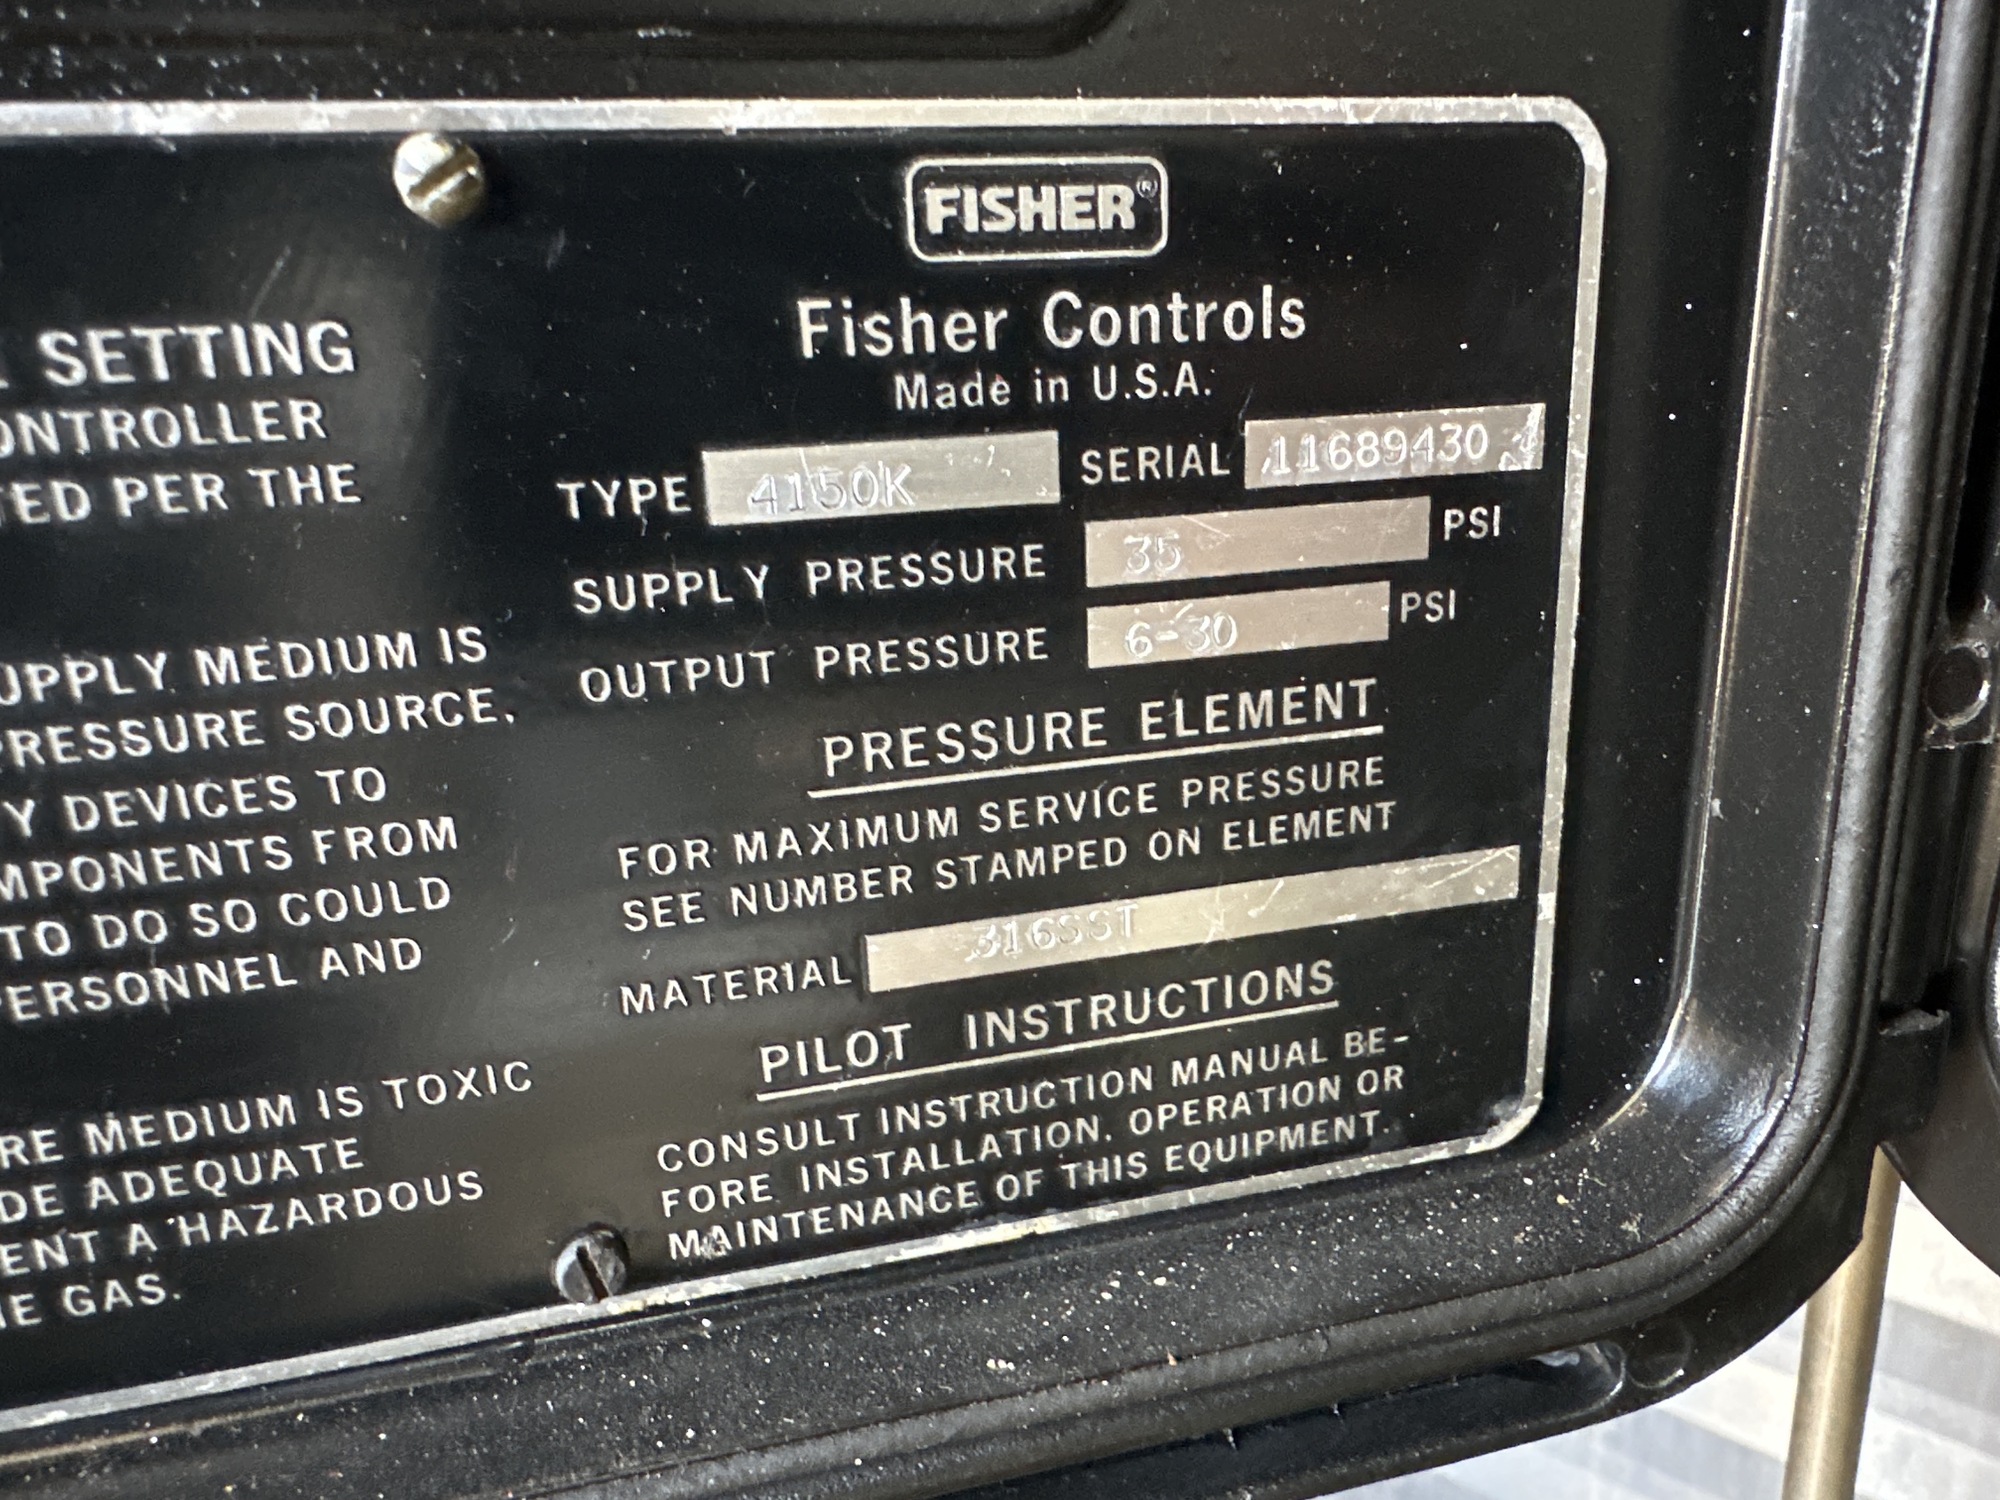 SETTING
ONTROLLER
TED PER THE
UPPLY MEDIUM IS
PRESSURE SOURCE.
Y DEVICES TO
MPONENTS FROM
TO DO SO COULD
PERSONNEL AND
RE MEDIUM IS TOXIC
DE ADEQUATE
ENT A HAZARDOUS
HE GAS.
FISHER®
Fisher Controls
Made in U.S.A.
TYPE 4150K SERIAL 11689430
SUPPLY PRESSURE 35 PSI
OUTPUT PRESSURE 6-30 PSI
PRESSURE ELEMENT
FOR MAXIMUM SERVICE PRESSURE
SEE NUMBER STAMPED ON ELEMENT
MATERIAL 316SST
PILOT INSTRUCTIONS
CONSULT INSTRUCTION MANUAL BE-
FORE INSTALLATION. OPERATION OR
MAINTENANCE OF THIS EQUIPMENT.